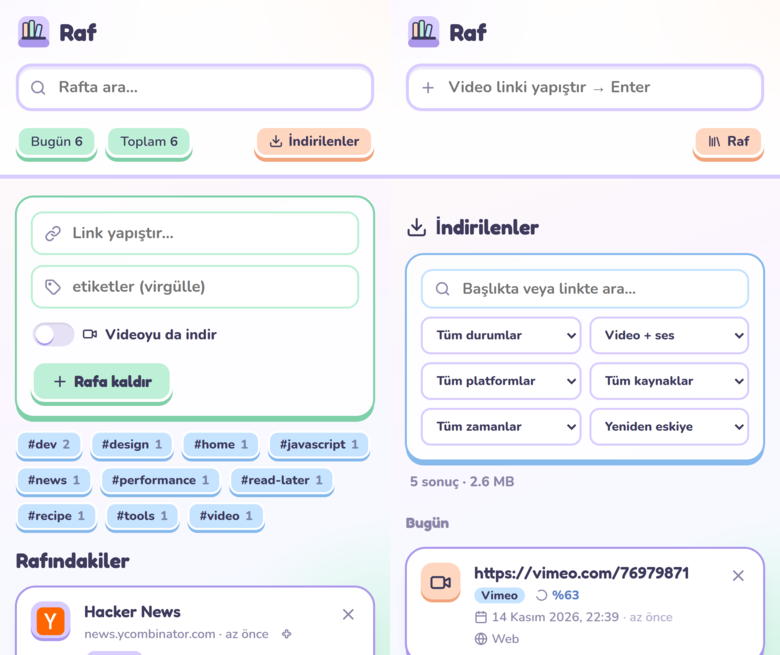 Raf
Rafta ara...
Bugün 6
Toplam 6
İndirilenler
Link yapıştır...
etiketler (virgülle)
Videoyu da indir
+ Rafa kaldır
#dev 2
#design 1
#home 1
#javascript 1
#news 1
#performance 1
#read-later 1
#recipe 1
#tools 1
#video 1
Rafındakiler
Y
Hacker News
news.ycombinator.com · az önce
Raf
Video linki yapıştır → Enter
Raf
İndirilenler
Başlıkta veya linkte ara...
Tüm durumlar
Video + ses
Tüm platformlar
Tüm kaynaklar
Tüm zamanlar
Yeniden eskiye
5 sonuç · 2.6 MB
Bugün
https://vimeo.com/76979871
Vimeo
%63
14 Kasım 2026, 22:39 · az önce
Web